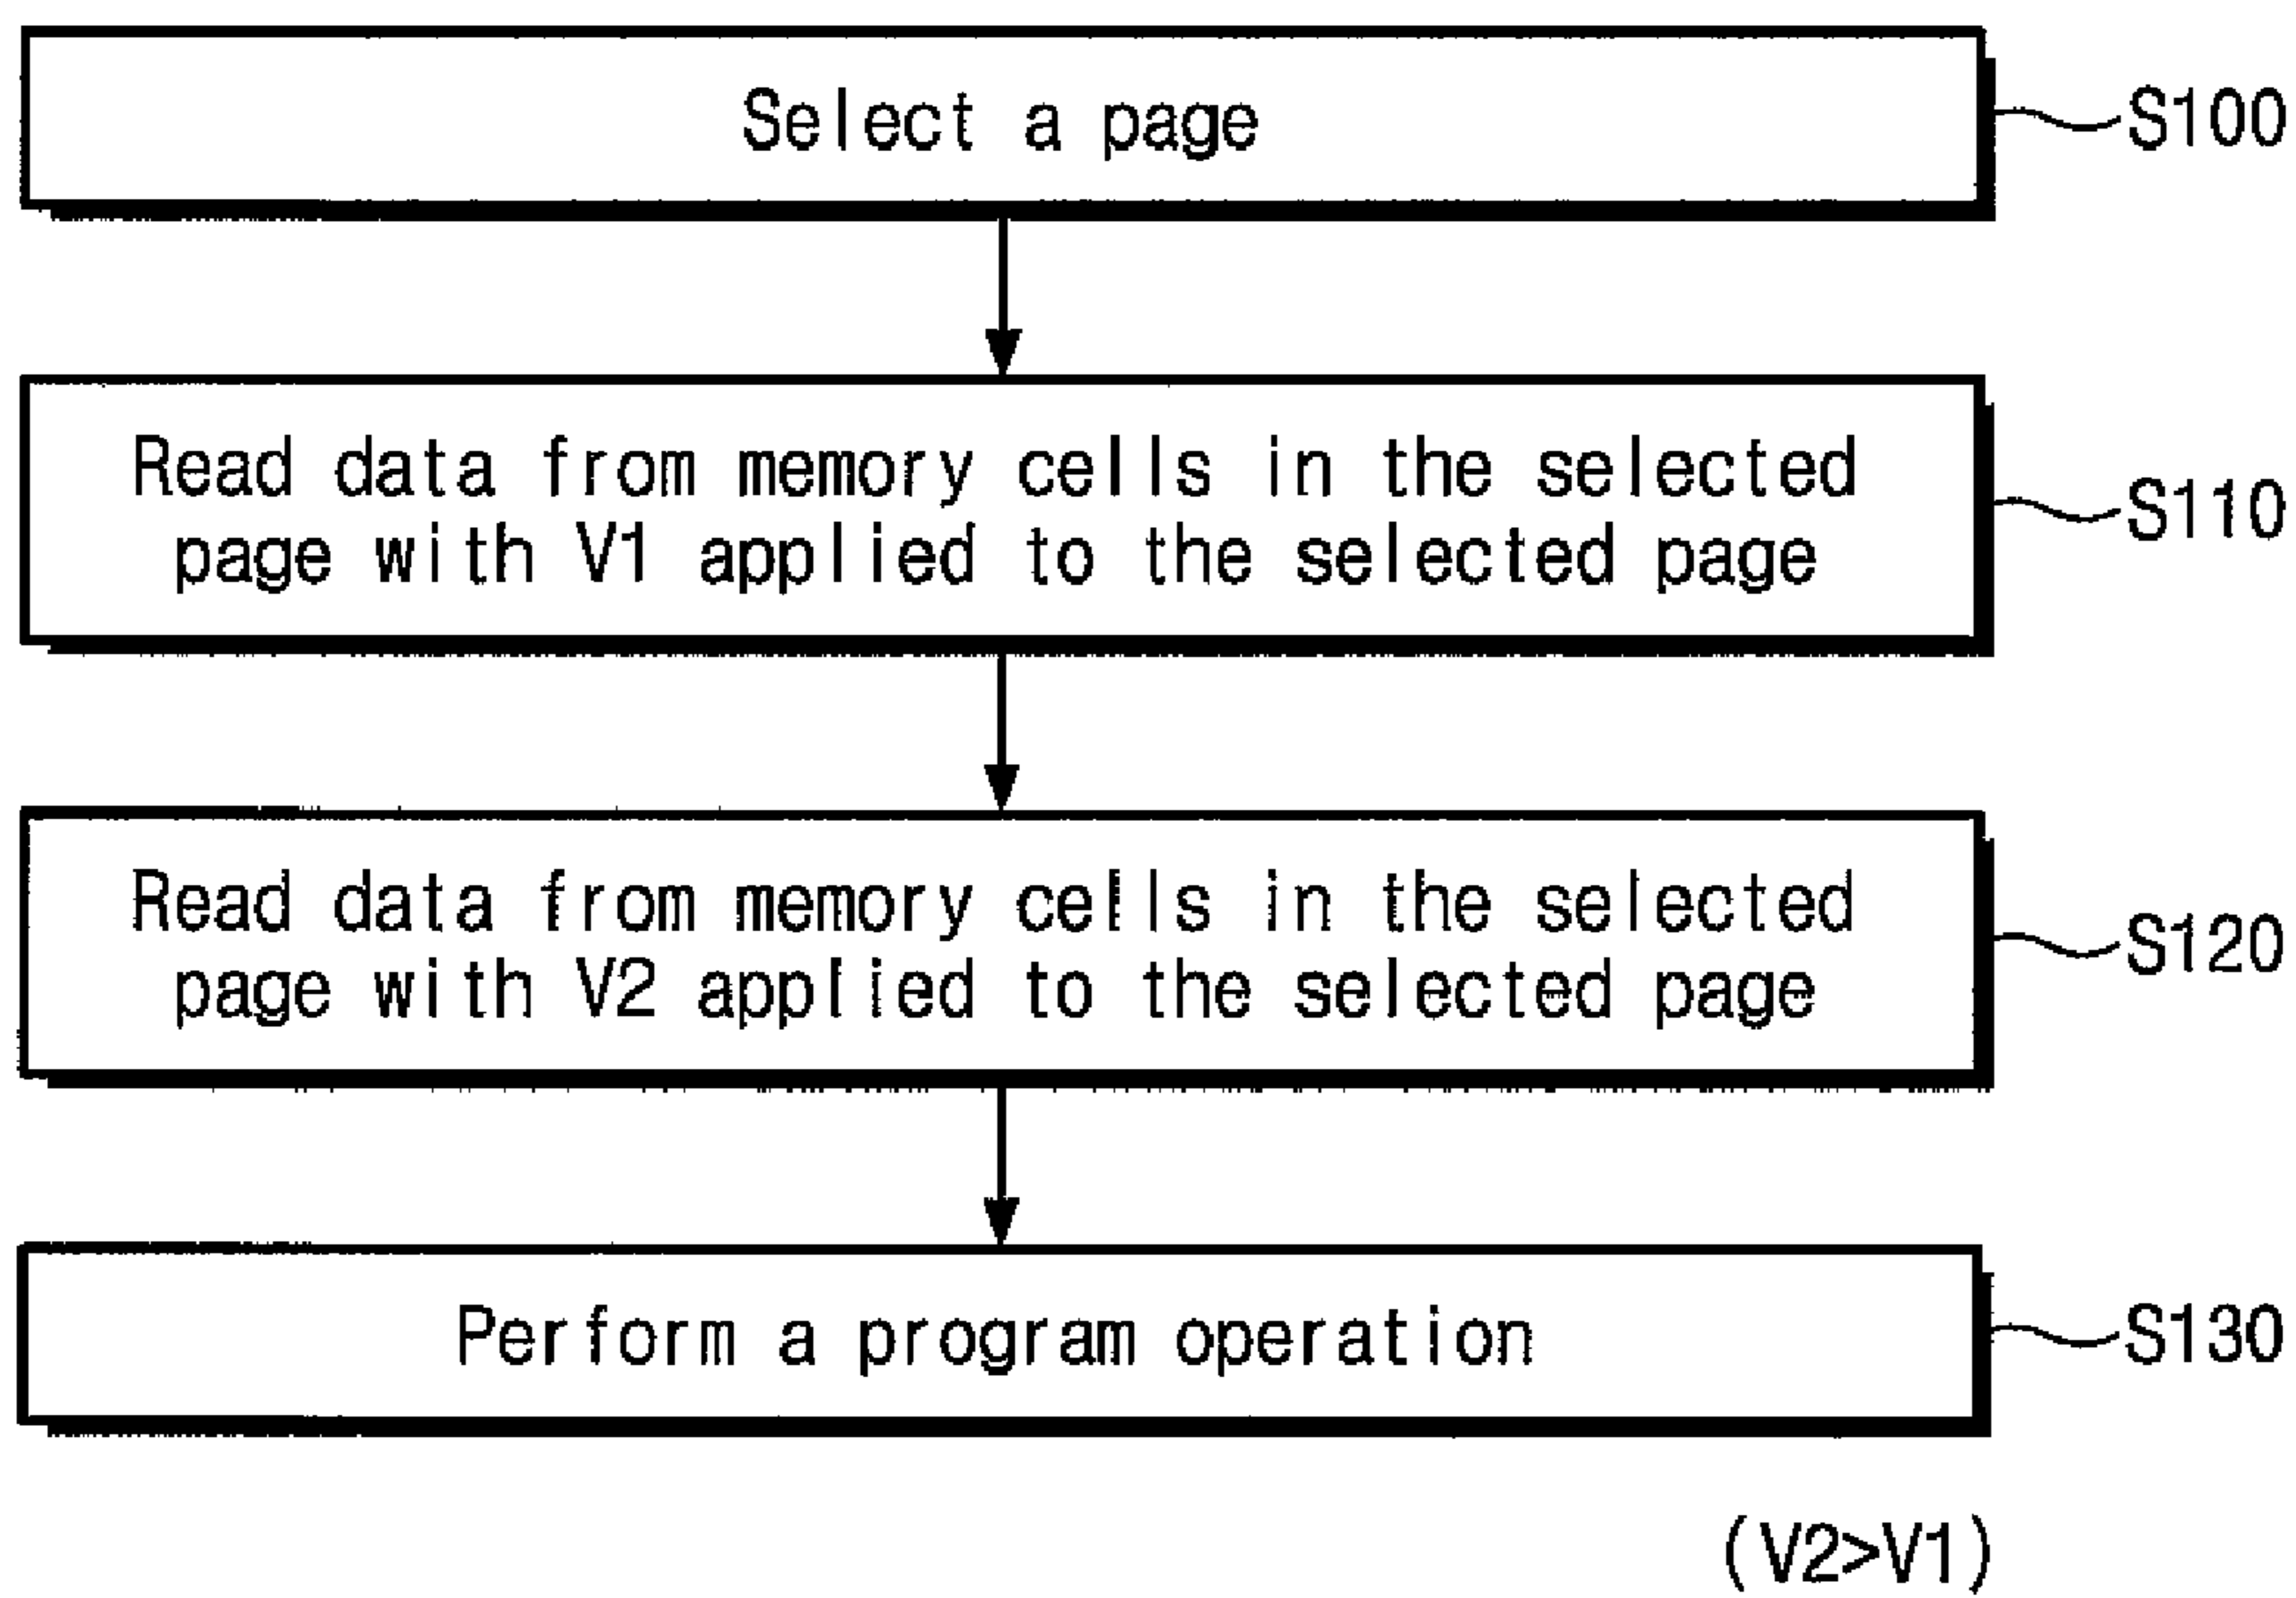 Select a page
S100
Read data from memory cells in the selected
page with V1 applied to the selected page
S110
Read data from memory cells in the selected
page with V2 applied to the selected page
S120
Perform a program operation
S130
(V2>V1)